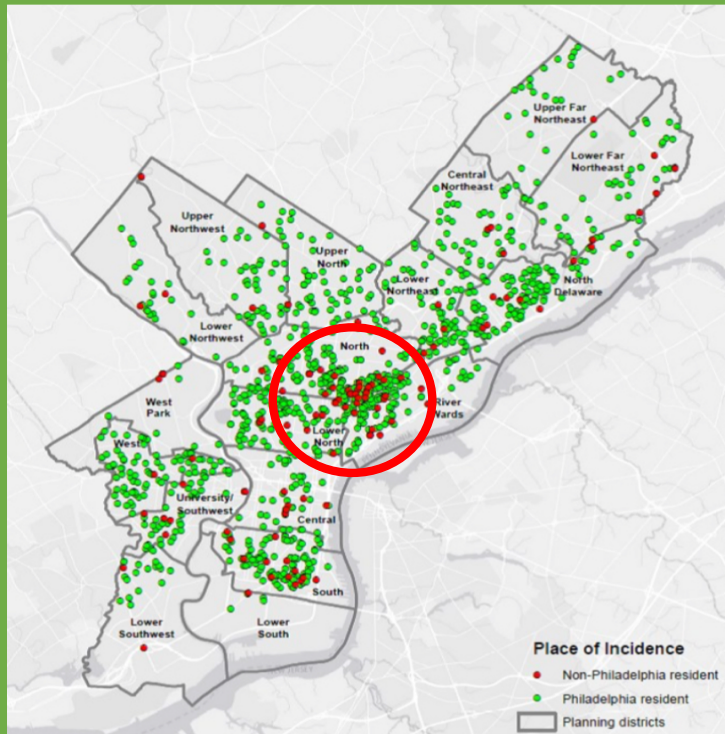 Upper Far
Northeast
Lower Far
Northeast
Central
Northeast
Upper
Northwest
Upper
North
Lower
Northeast
North
Delaware
Lower
Northwest
North
West
Park
River
Wards
Lower
North
West
University/
Southwest
Central
South
Lower
Southwest
Lower
South
Place of Incidence
Non-Philadelphia resident
Philadelphia resident
Planning districts